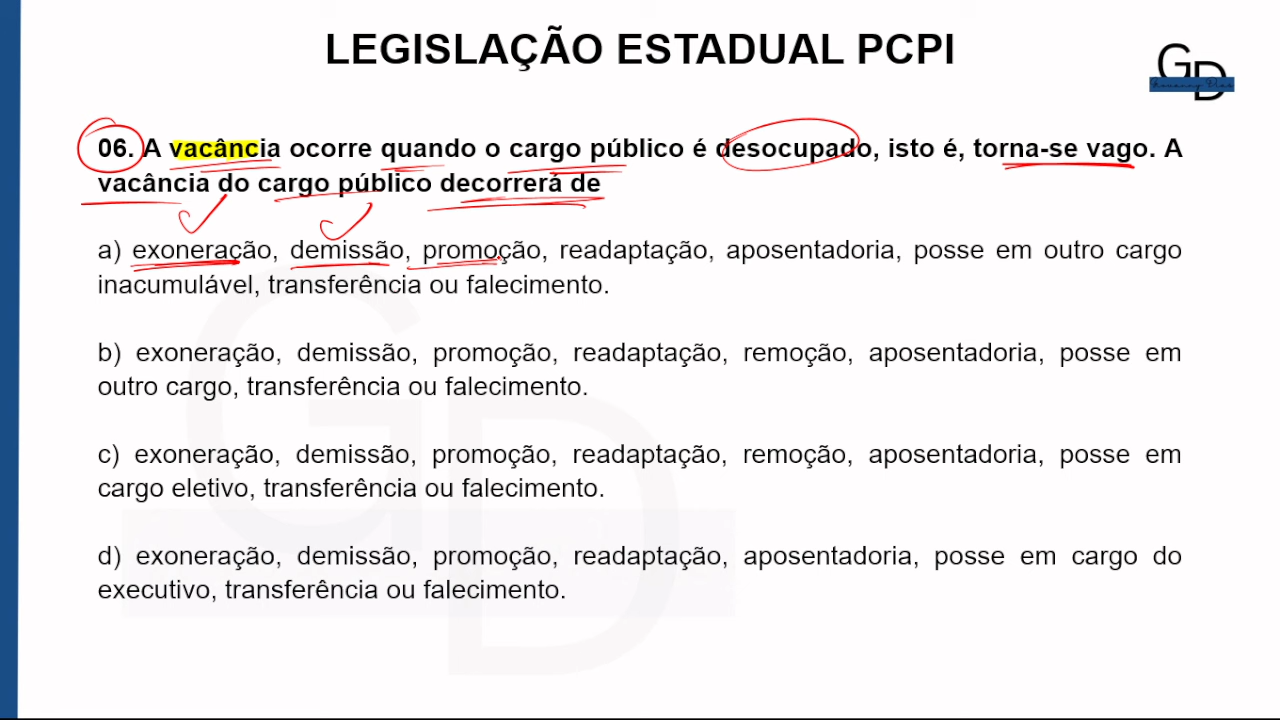 LEGISLAÇÃO ESTADUAL PCPI
GD
06. A vacância ocorre quando o cargo público é desocupado, isto é, torna-se vago. A
vacância do cargo público decorrerá de
a) exoneração, demissão, promoção, readaptação, aposentadoria, posse em outro cargo
inacumulável, transferência ou falecimento.
b) exoneração, demissão, promoção, readaptação, remoção, aposentadoria, posse em
outro cargo, transferência ou falecimento.
c) exoneração, demissão, promoção, readaptação, remoção, aposentadoria, posse em
cargo eletivo, transferência ou falecimento.
d) exoneração, demissão, promoção, readaptação, aposentadoria, posse em cargo do
executivo, transferência ou falecimento.